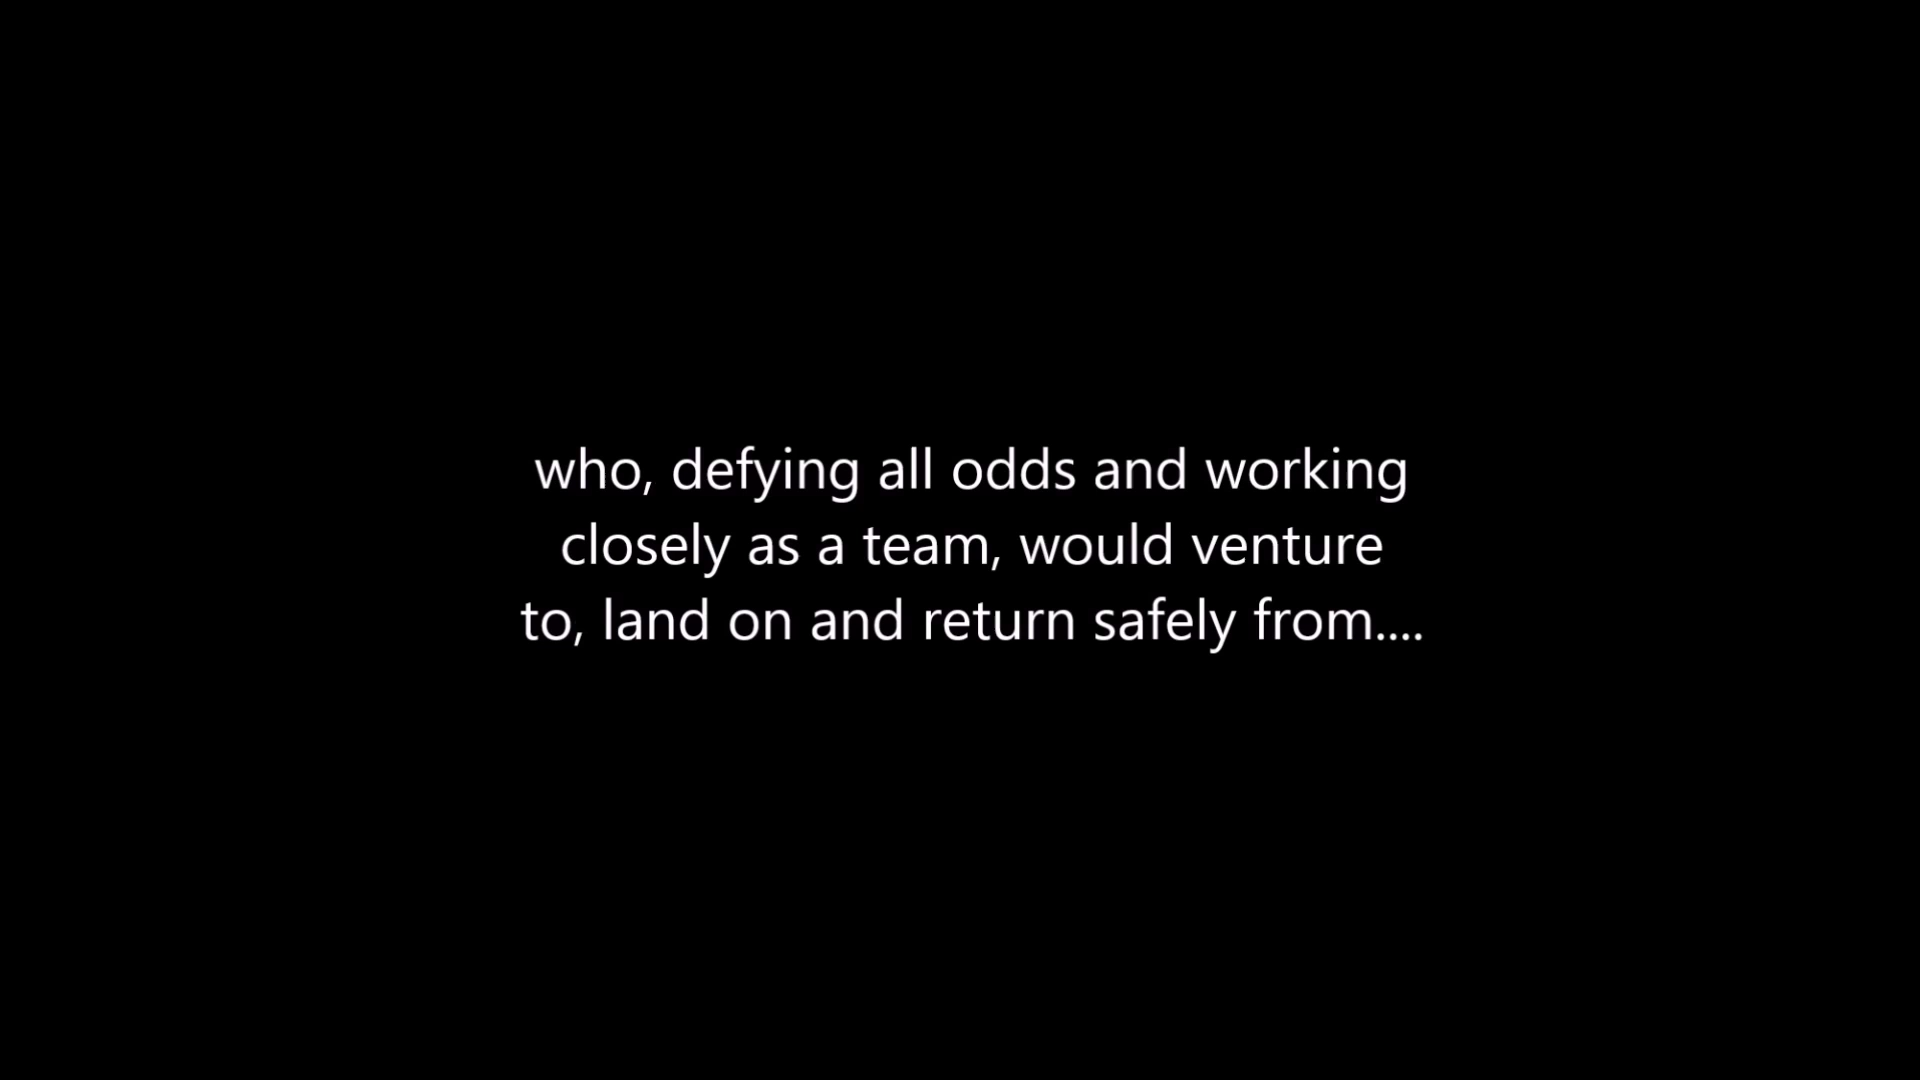 who, defying all odds and working
closely as a team, would venture
to, land on and return safely from....